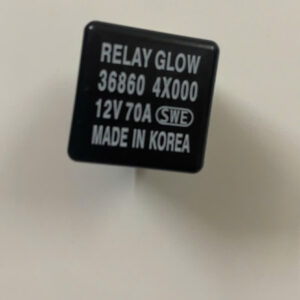 RELAY GLOW
36860 4X000
12V 70A SWE
MADE IN KOREA